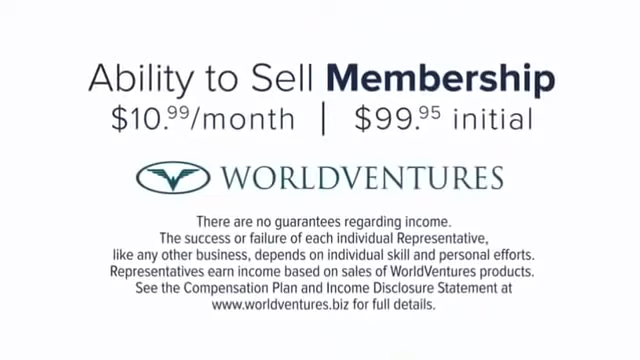 Ability to Sell Membership
$10.99/month | $99.95 initial
WORLDVENTURES
There are no guarantees regarding income.
The success or failure of each individual Representative,
like any other business, depends on individual skill and personal efforts.
Representatives earn income based on sales of WorldVentures products.
See the Compensation Plan and Income Disclosure Statement at
www.worldventures.biz for full details.